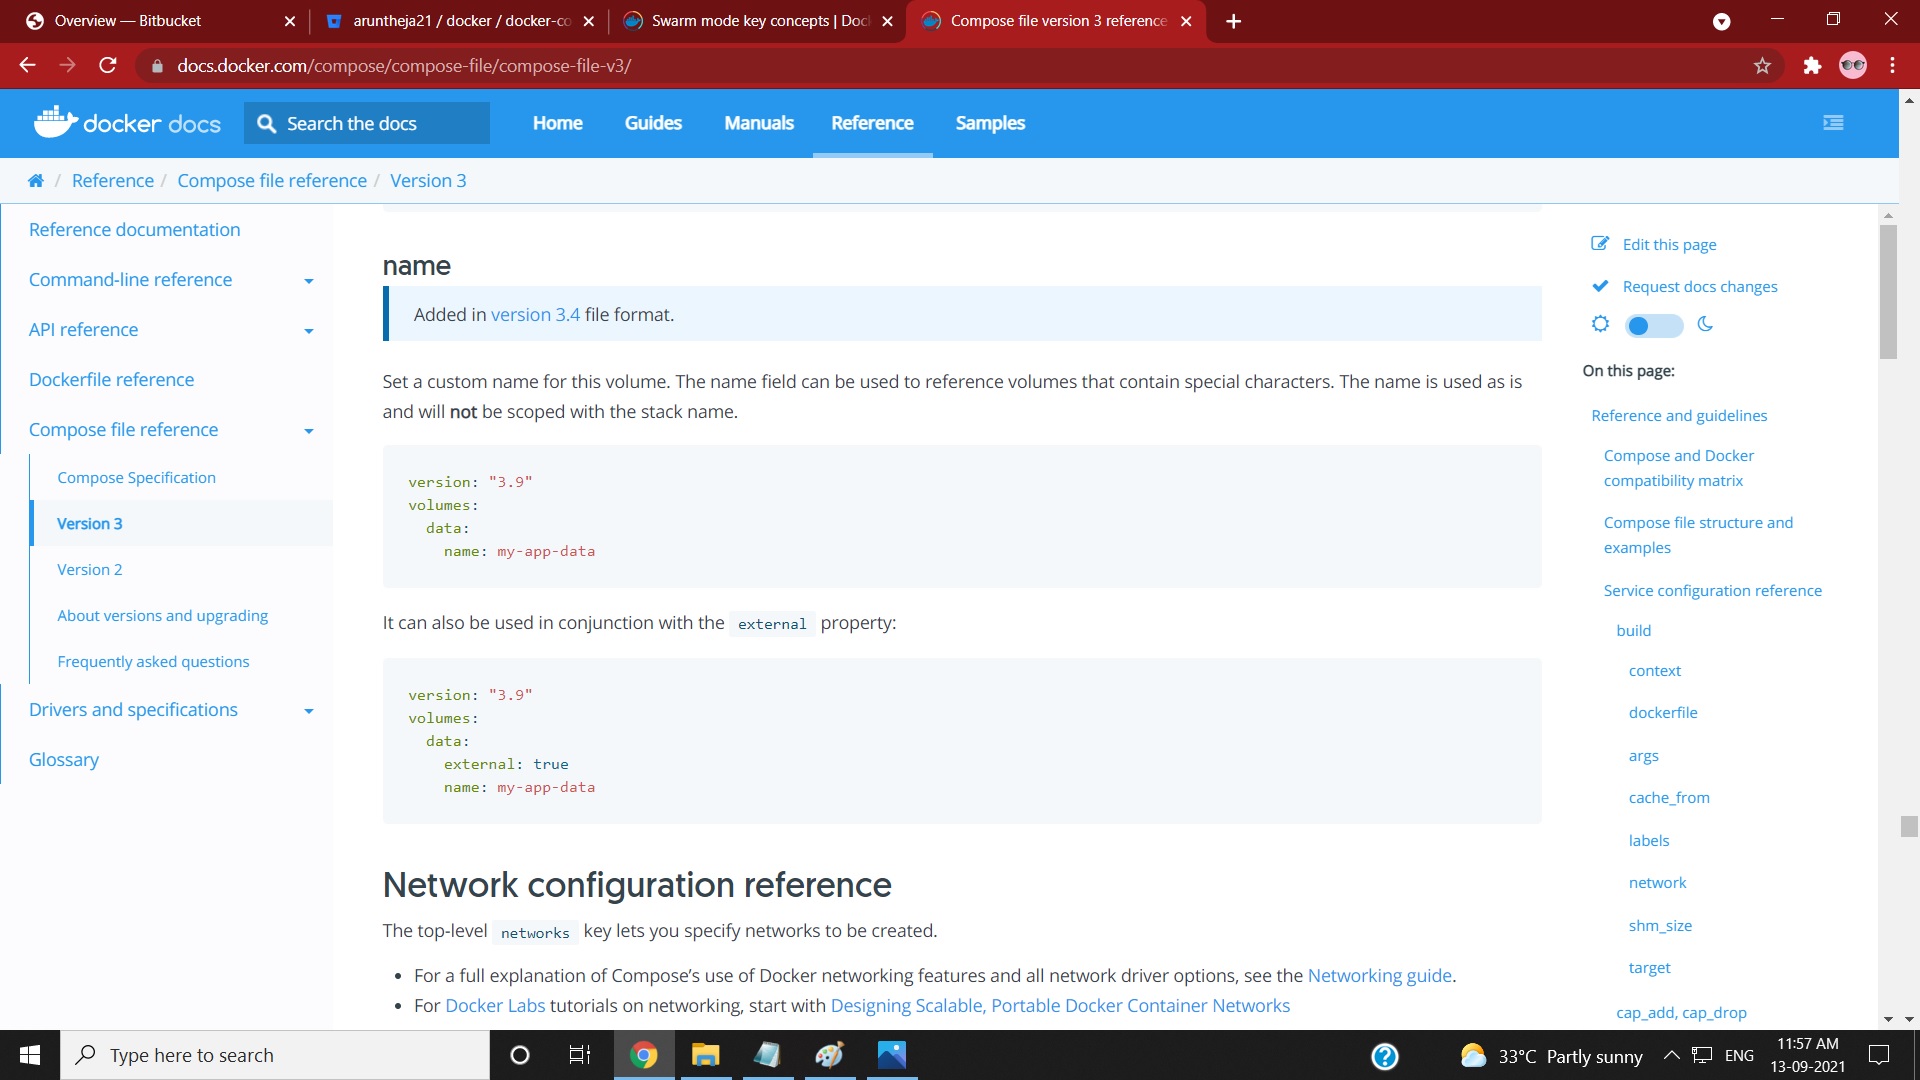 Overview — Bitbucket
aruntheja21 / docker / docker-co
Swarm mode key concepts | Doc
Compose file version 3 reference
docs.docker.com/compose/compose-file/compose-file-v3/
docker docs
Search the docs
Home
Guides
Manuals
Reference
Samples
/ Reference / Compose file reference / Version 3
Reference documentation
Command-line reference
API reference
Dockerfile reference
Compose file reference
Compose Specification
Version 3
Version 2
About versions and upgrading
Frequently asked questions
Drivers and specifications
Glossary
name
Added in version 3.4 file format.
Set a custom name for this volume. The name field can be used to reference volumes that contain special characters. The name is used as is
and will not be scoped with the stack name.
version: "3.9"
volumes:
  data:
    name: my-app-data
It can also be used in conjunction with the external property:
version: "3.9"
volumes:
  data:
    external: true
    name: my-app-data
Network configuration reference
The top-level networks key lets you specify networks to be created.
• For a full explanation of Compose’s use of Docker networking features and all network driver options, see the Networking guide.
• For Docker Labs tutorials on networking, start with Designing Scalable, Portable Docker Container Networks
Edit this page
Request docs changes
On this page:
Reference and guidelines
Compose and Docker
compatibility matrix
Compose file structure and
examples
Service configuration reference
build
context
dockerfile
args
cache_from
labels
network
shm_size
target
cap_add, cap_drop
Type here to search
33°C Partly sunny
ENG
11:57 AM
13-09-2021